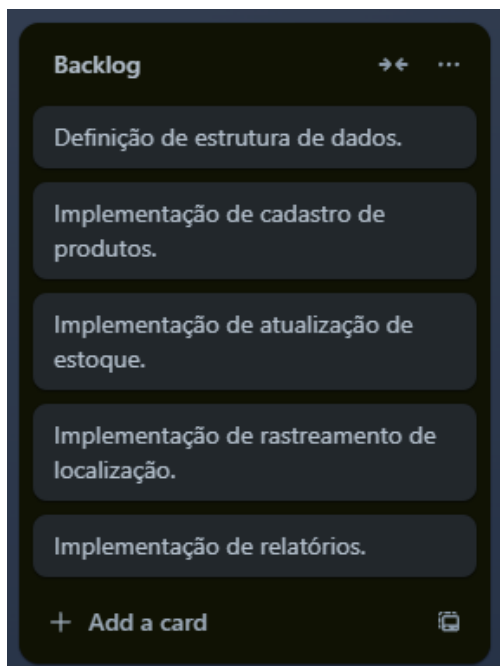 Backlog
Definição de estrutura de dados.
Implementação de cadastro de
produtos.
Implementação de atualização de
estoque.
Implementação de rastreamento de
localização.
Implementação de relatórios.
+ Add a card